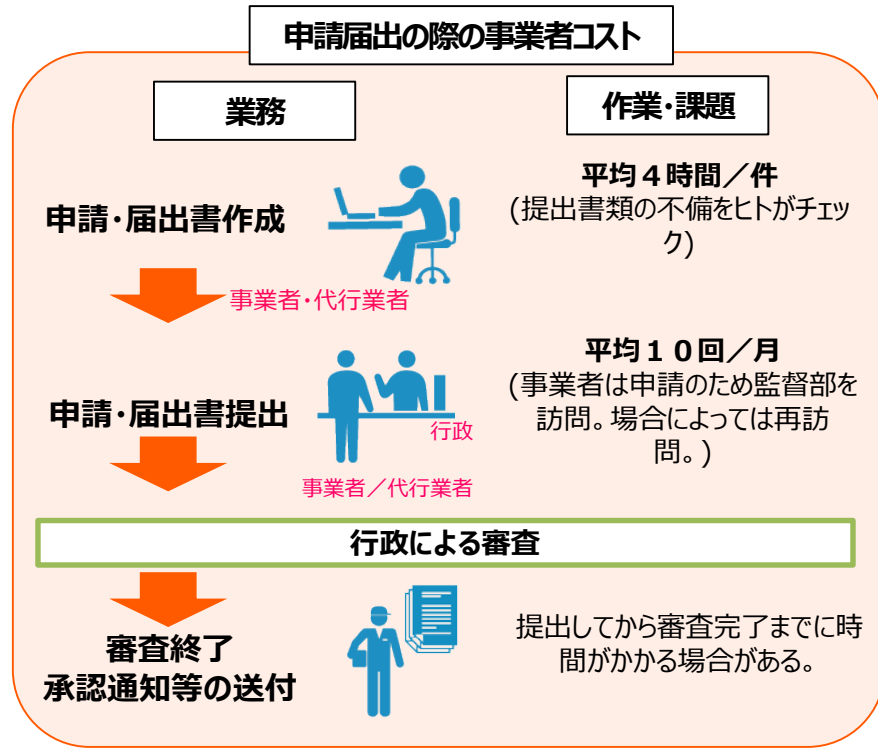 申請届出の際の事業者コスト
業務
作業・課題
申請・届出書作成
平均４時間／件
(提出書類の不備をヒトがチェッ
ク)
事業者・代行業者
申請・届出書提出
平均１０回／月
(事業者は申請のため監督部を
訪問。場合によっては再訪
問。)
行政
事業者／代行業者
行政による審査
審査終了
承認通知等の送付
提出してから審査完了までに時
間がかかる場合がある。